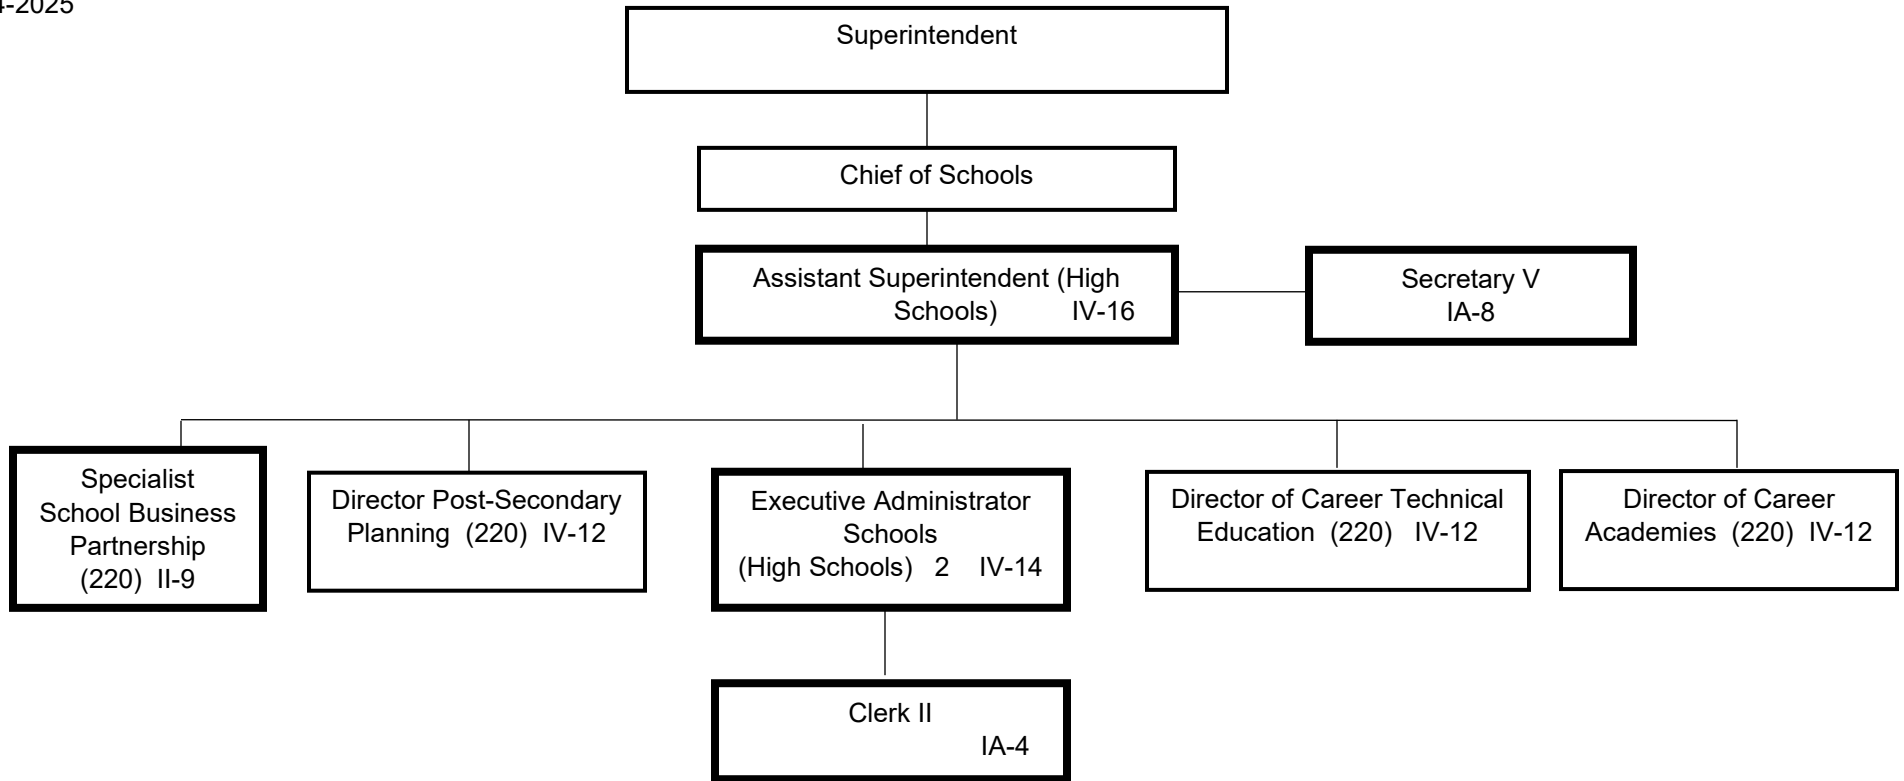 4-2025
Superintendent
Chief of Schools
Assistant Superintendent (High
Schools) IV-16
Secretary V
IA-8
Specialist
School Business
Partnership
(220) II-9
Director Post-Secondary
Planning (220) IV-12
Executive Administrator
Schools
(High Schools) 2 IV-14
Director of Career Technical
Education (220) IV-12
Director of Career
Academies (220) IV-12
Clerk II
IA-4